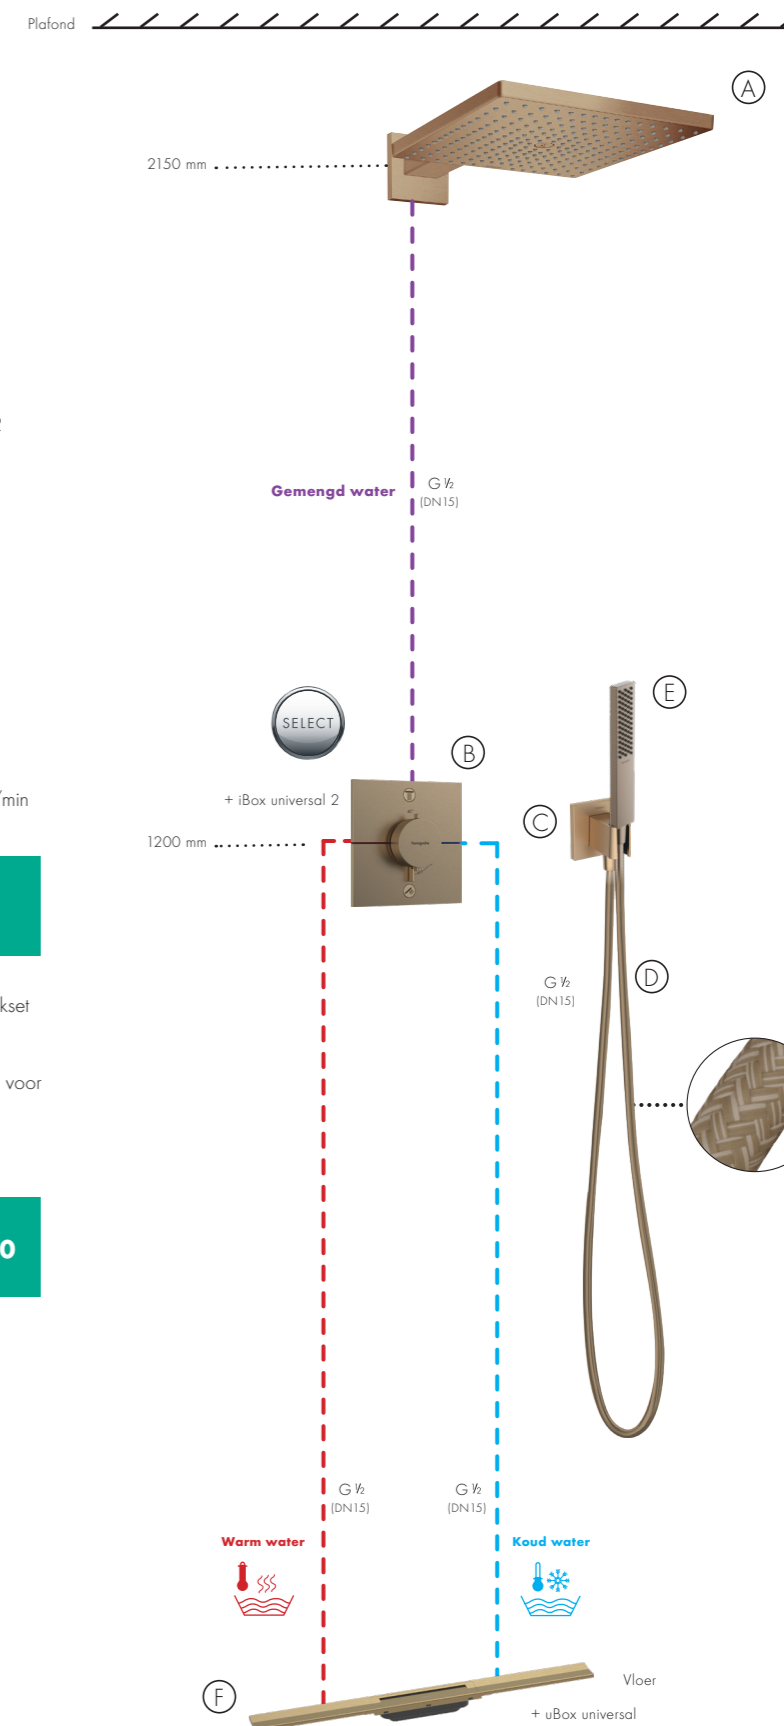 Plafond
A
2150 mm
Gemengd water
G ½
(DN15)
E
SELECT
B
+ iBox universal 2
/min
C
1200 mm
hansgrohe
D
G ½
(DN15)
kset
voor
0
G ½
(DN15)
G ½
(DN15)
Warm water
Koud water
Vloer
F
+ uBox universal